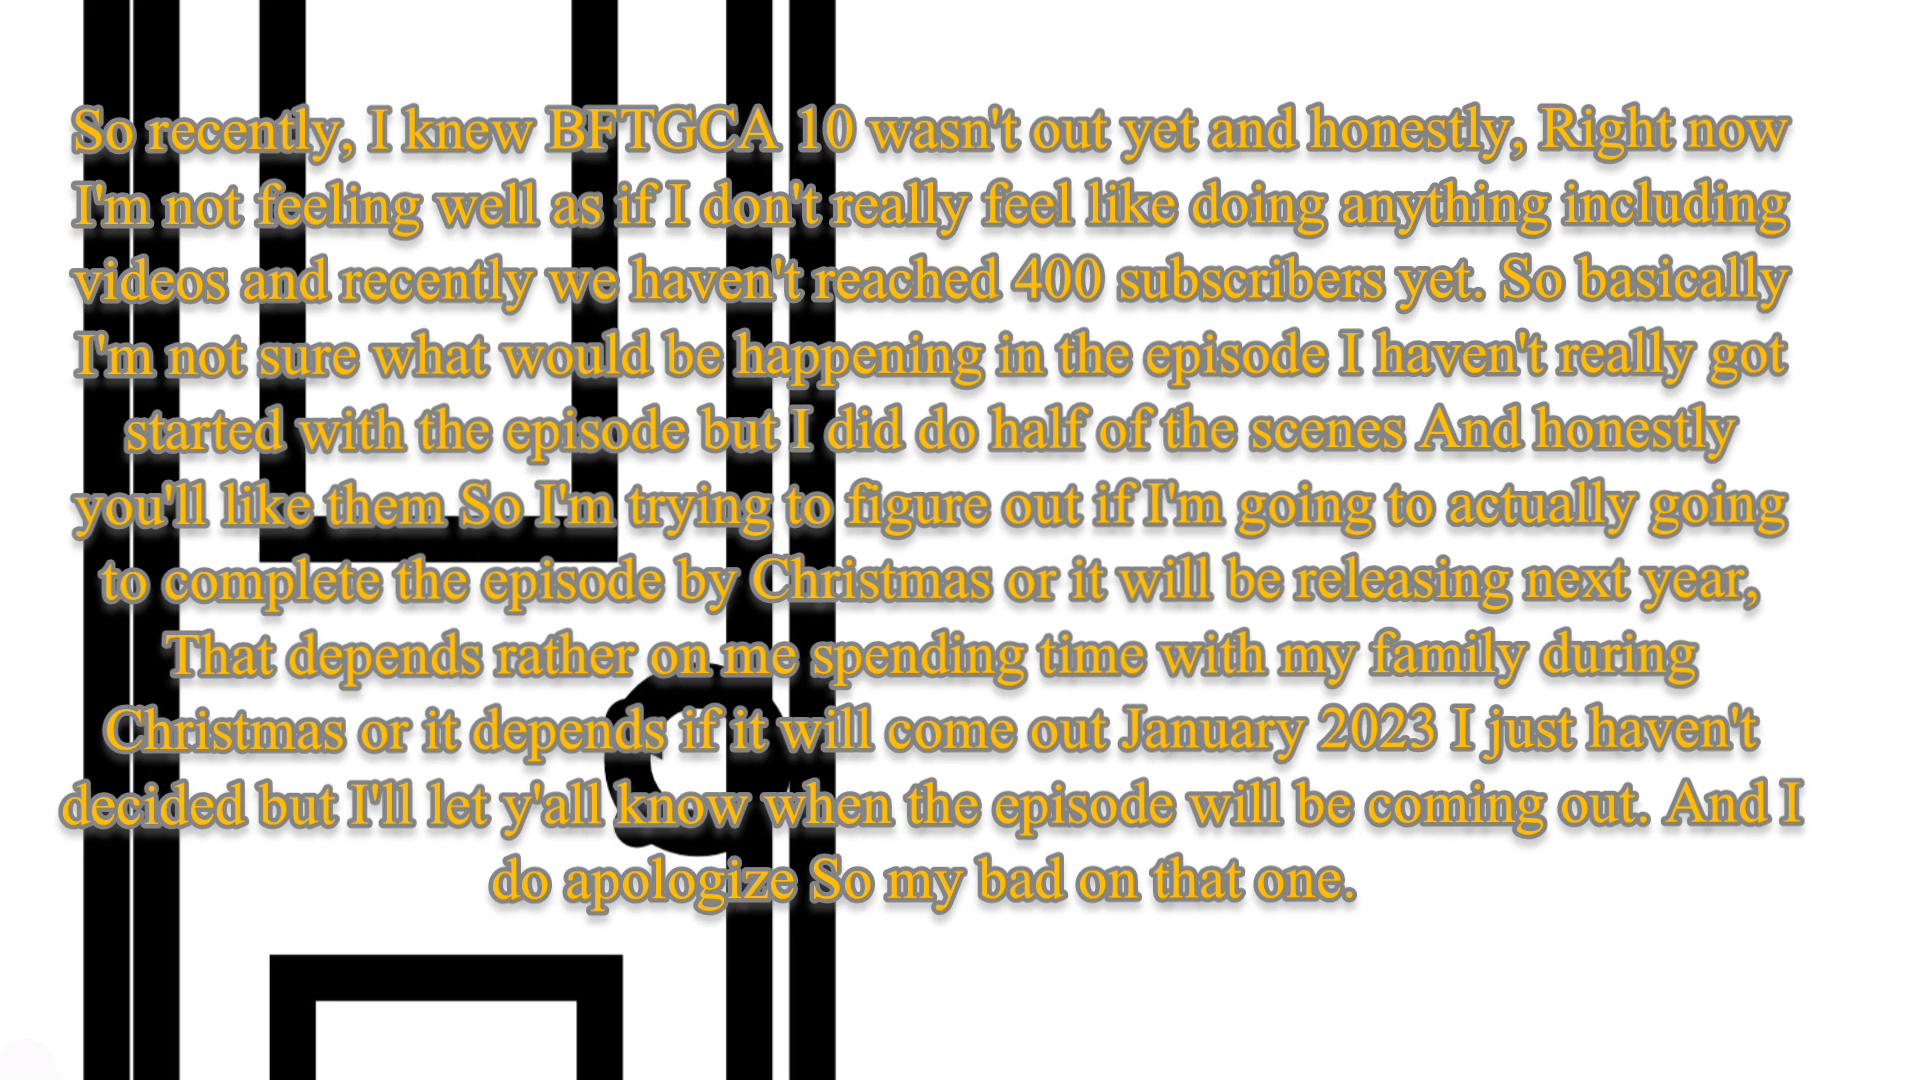 So recently, I knew BFTGCA 10 wasn't out yet and honestly, Right now
I'm not feeling well as if I don't really feel like doing anything including
videos and recently we haven't reached 400 subscribers yet. So basically
I'm not sure what would be happening in the episode I haven't really got
started with the episode but I did do half of the scenes And honestly
you'll like them So I'm trying to figure out if I'm going to actually going
to complete the episode by Christmas or it will be releasing next year,
That depends rather on me spending time with my family during
Christmas or it depends if it will come out January 2023 I just haven't
decided but I'll let y'all know when the episode will be coming out. And I
do apologize So my bad on that one.